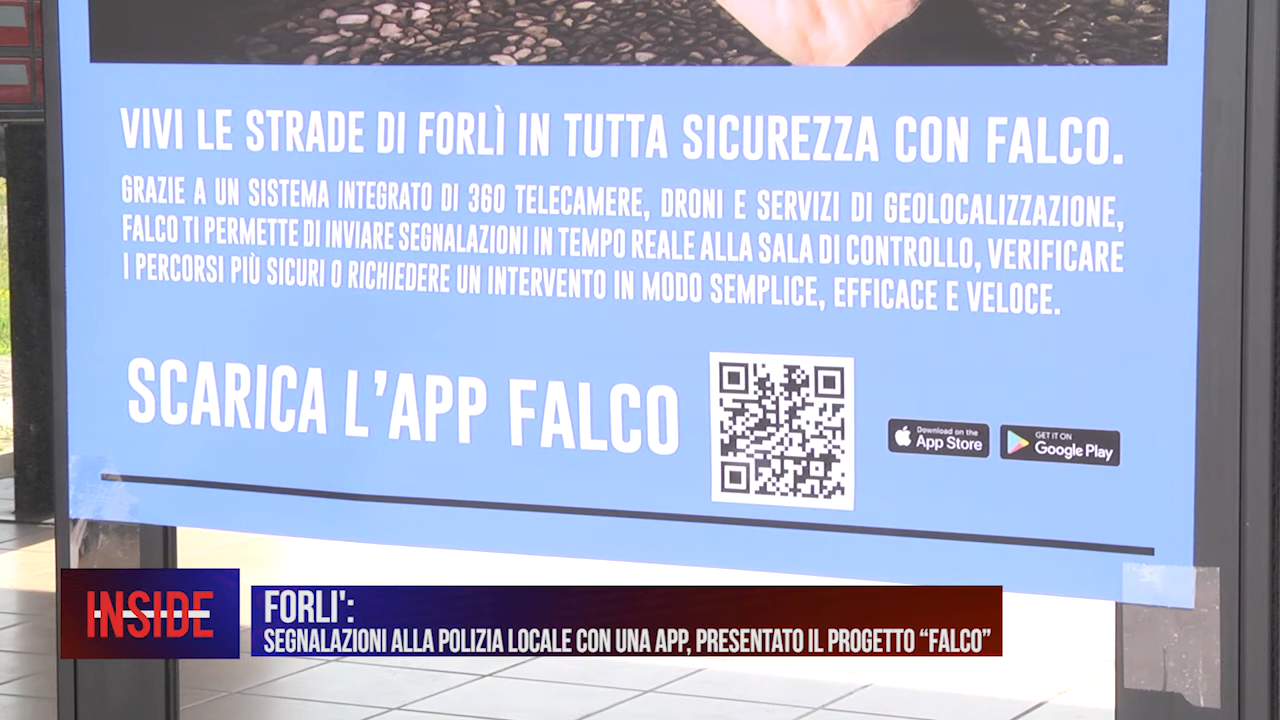 VIVI LE STRADE DI FORLÌ IN TUTTA SICUREZZA CON FALCO.
GRAZIE A UN SISTEMA INTEGRATO DI 360 TELECAMERE, DRONI E SERVIZI DI GEOLOCALIZZAZIONE,
FALCO TI PERMETTE DI INVIARE SEGNALAZIONI IN TEMPO REALE ALLA SALA DI CONTROLLO, VERIFICARE
I PERCORSI PIÙ SICURI O RICHIEDERE UN INTERVENTO IN MODO SEMPLICE, EFFICACE E VELOCE.
SCARICA L'APP FALCO
Download on the
App Store
GET IT ON
Google Play
INSIDE
FORLI':
SEGNALAZIONI ALLA POLIZIA LOCALE CON UNA APP, PRESENTATO IL PROGETTO “FALCO”